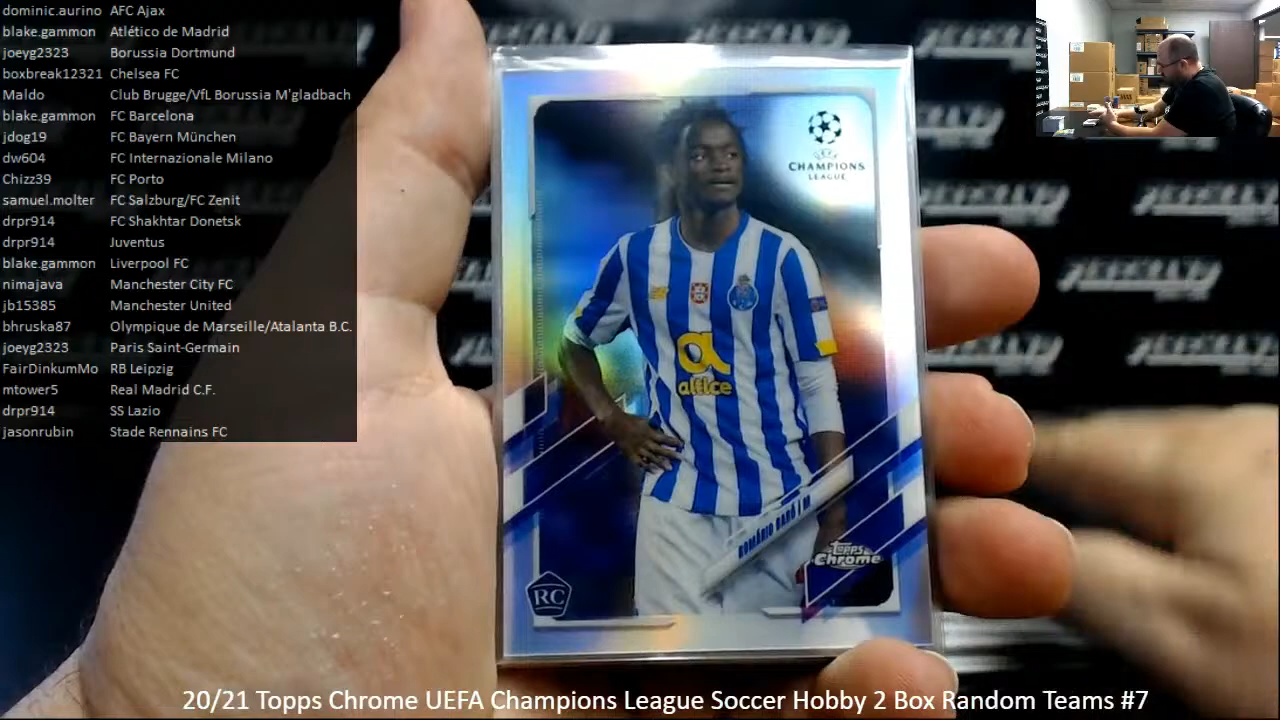 dominic.aurino AFC Ajax
blake.gammon Atlético de Madrid
joeyg2323 Borussia Dortmund
boxbreak12321 Chelsea FC
Maldo Club Brugge/VfL Borussia M'gladbach
blake.gammon FC Barcelona
jdog19 FC Bayern München
dw604 FC Internazionale Milano
Chizz39 FC Porto
samuel.molter FC Salzburg/FC Zenit
drpr914 FC Shakhtar Donetsk
drpr914 Juventus
blake.gammon Liverpool FC
nimajava Manchester City FC
jb15385 Manchester United
bhruska87 Olympique de Marseille/Atalanta B.C.
joeyg2323 Paris Saint-Germain
FairDinkumMo RB Leipzig
mtower5 Real Madrid C.F.
drpr914 SS Lazio
jasonrubin Stade Rennains FC
UEFA
CHAMPIONS
LEAGUE
a
altice
ROMÁRIO BARÓ | M
Topps
Chrome
RC
20/21 Topps Chrome UEFA Champions League Soccer Hobby 2 Box Random Teams #7